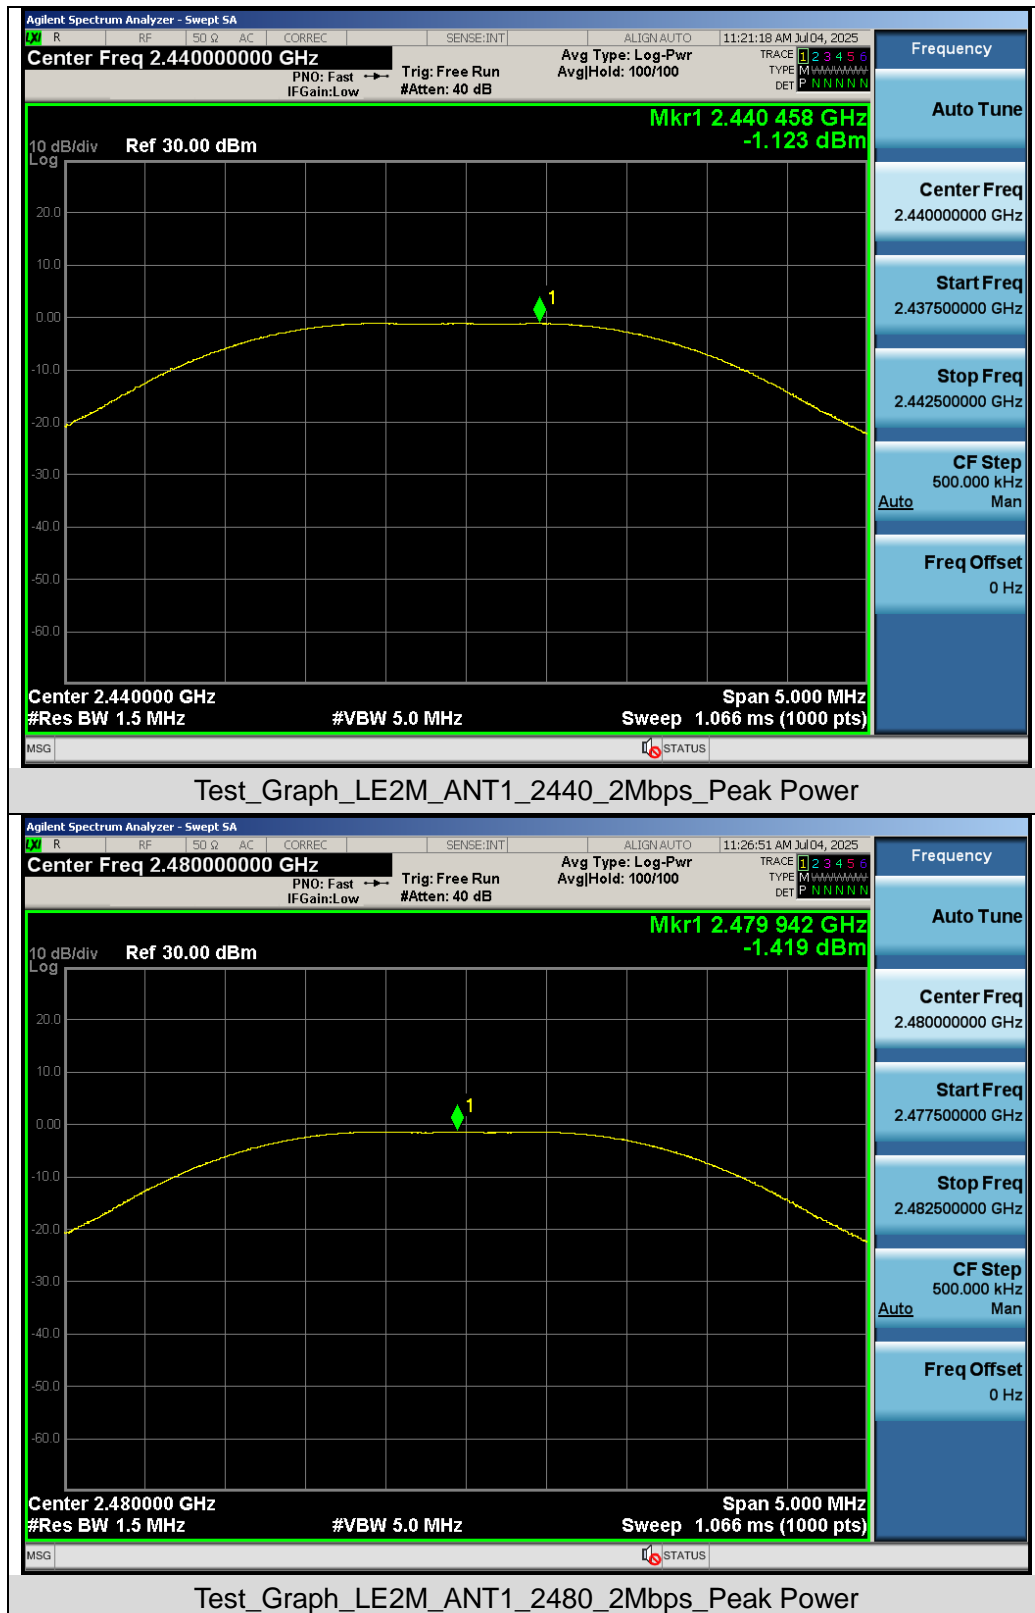 Agilent Spectrum Analyzer - Swept SA
LXI R RF 50 Ω AC CORREC SENSE:INT ALIGN AUTO 11:21:18 AM Jul 04, 2025
Center Freq 2.440000000 GHz
PNO: Fast
IFGain:Low
Trig: Free Run
#Atten: 40 dB
Avg Type: Log-Pwr
Avg|Hold: 100/100
TRACE 1 2 3 4 5 6
TYPE M
DET P N N N N N
Mkr1 2.440 458 GHz
-1.123 dBm
10 dB/div Ref 30.00 dBm
Log
20.0
10.0
1
0.00
-10.0
-20.0
-30.0
-40.0
-50.0
-60.0
Center 2.440000 GHz Span 5.000 MHz
#Res BW 1.5 MHz #VBW 5.0 MHz Sweep 1.066 ms (1000 pts)
MSG STATUS
Frequency
Auto Tune
Center Freq
2.440000000 GHz
Start Freq
2.437500000 GHz
Stop Freq
2.442500000 GHz
CF Step
500.000 kHz
Auto Man
Freq Offset
0 Hz
Test_Graph_LE2M_ANT1_2440_2Mbps_Peak Power
Agilent Spectrum Analyzer - Swept SA
LXI R RF 50 Ω AC CORREC SENSE:INT ALIGN AUTO 11:26:51 AM Jul 04, 2025
Center Freq 2.480000000 GHz
PNO: Fast
IFGain:Low
Trig: Free Run
#Atten: 40 dB
Avg Type: Log-Pwr
Avg|Hold: 100/100
TRACE 1 2 3 4 5 6
TYPE M
DET P N N N N N
Mkr1 2.479 942 GHz
-1.419 dBm
10 dB/div Ref 30.00 dBm
Log
20.0
10.0
1
0.00
-10.0
-20.0
-30.0
-40.0
-50.0
-60.0
Center 2.480000 GHz Span 5.000 MHz
#Res BW 1.5 MHz #VBW 5.0 MHz Sweep 1.066 ms (1000 pts)
MSG STATUS
Frequency
Auto Tune
Center Freq
2.480000000 GHz
Start Freq
2.477500000 GHz
Stop Freq
2.482500000 GHz
CF Step
500.000 kHz
Auto Man
Freq Offset
0 Hz
Test_Graph_LE2M_ANT1_2480_2Mbps_Peak Power